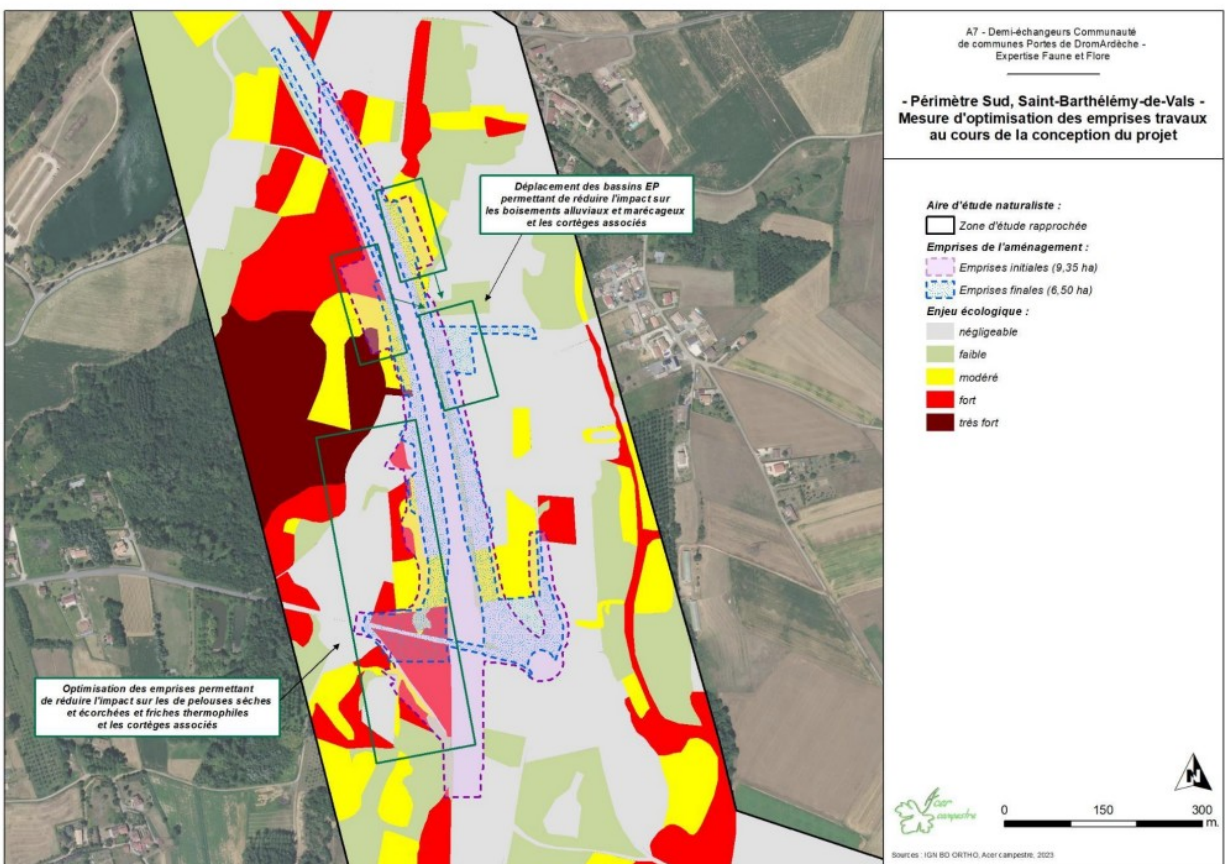 A7 - Demi-échangeurs Communauté
de communes Portes de DromArdèche -
Expertise Faune et Flore
- Périmètre Sud, Saint-Barthélémy-de-Vals -
Mesure d'optimisation des emprises travaux
au cours de la conception du projet
Déplacement des bassins EP
permettant de réduire l'impact sur
les boisements alluviaux et marécageux
et les cortèges associés
Aire d'étude naturaliste :
Zone d'étude rapprochée
Emprises de l'aménagement :
Emprises initiales (9,35 ha)
Emprises finales (6,50 ha)
Enjeu écologique :
négligeable
faible
modéré
fort
très fort
Optimisation des emprises permettant
de réduire l'impact sur les de pelouses sèches
et écorchées et friches thermophiles
et les cortèges associés
N
Acer
campestre
0 150 300
m.
Sources : IGN BD ORTHO, Acer campestre, 2023